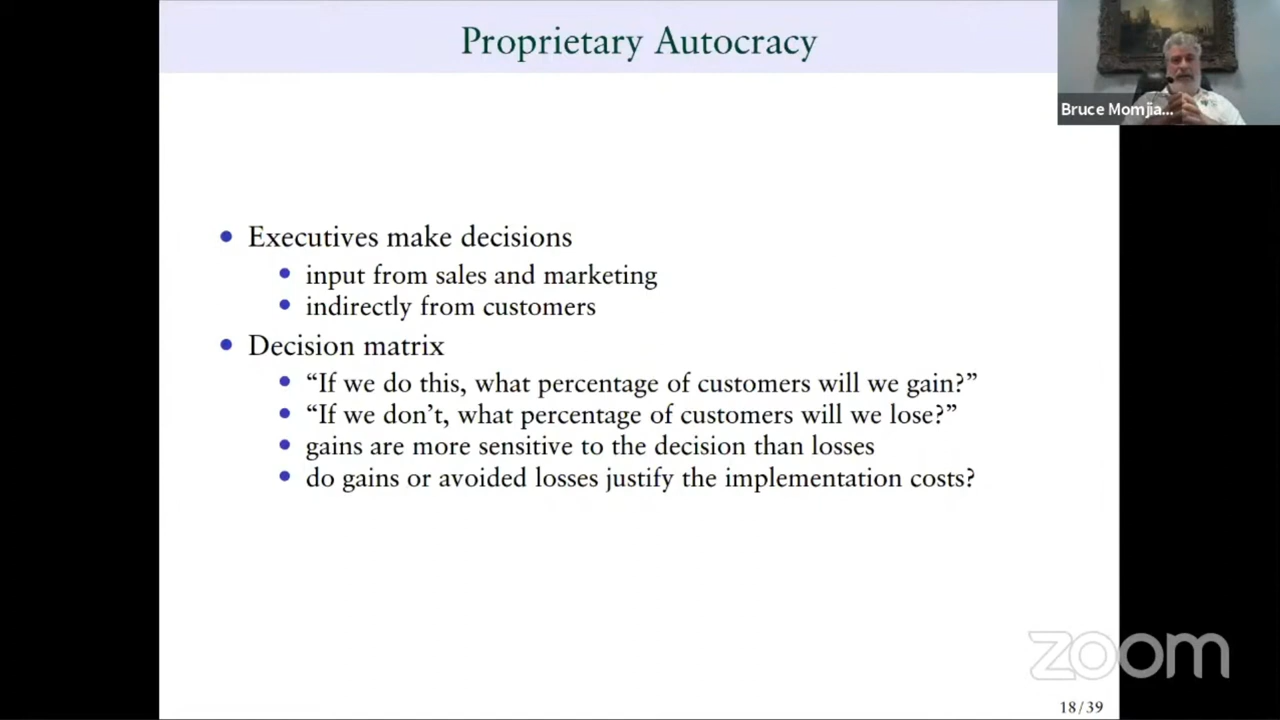 Proprietary Autocracy
Bruce Momjia...
• Executives make decisions
• input from sales and marketing
• indirectly from customers
• Decision matrix
• “If we do this, what percentage of customers will we gain?”
• “If we don’t, what percentage of customers will we lose?”
• gains are more sensitive to the decision than losses
• do gains or avoided losses justify the implementation costs?
zoom
18/39